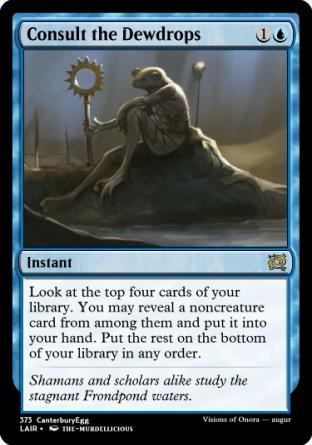 Consult the Dewdrops 1
Instant
Look at the top four cards of your
library. You may reveal a noncreature
card from among them and put it into
your hand. Put the rest on the bottom
of your library in any order.
Shamans and scholars alike study the
stagnant Frondpond waters.
373 CanterburyEgg Visions of Onora — augur
LAIR • THE-MURDELLICIOUS